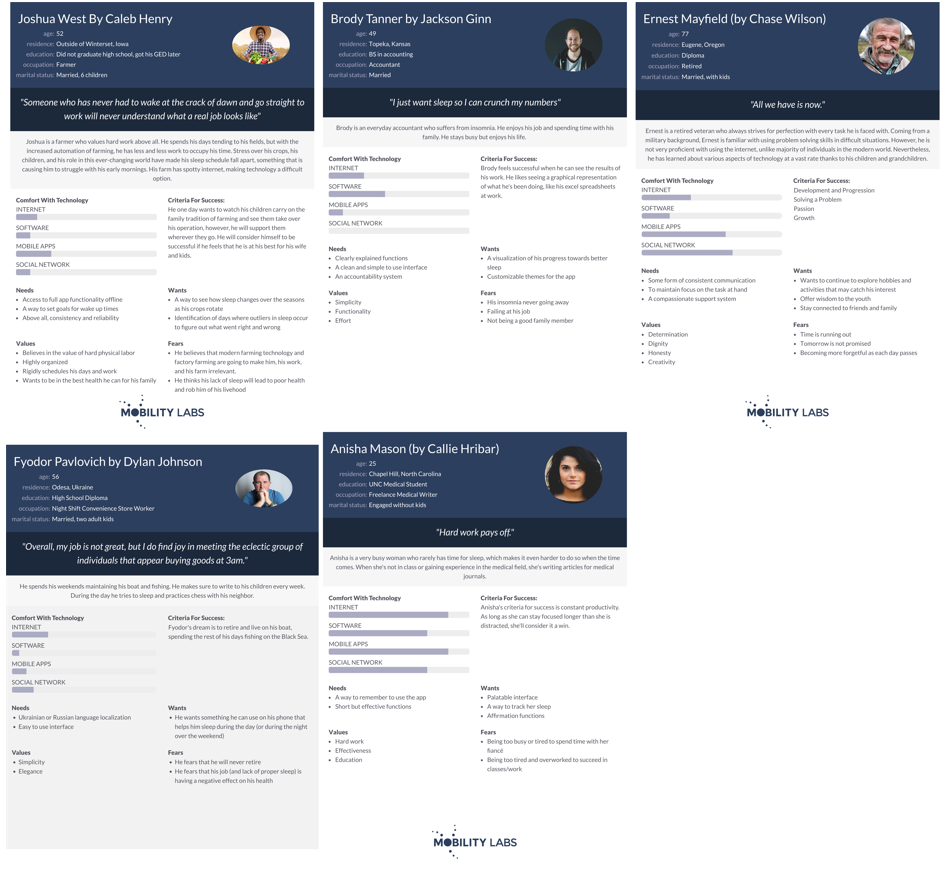 Joshua West By Caleb Henry
age: 52
residence: Outside of Winterset, Iowa
education: Did not graduate high school, got his GED later
occupation: Farmer
marital status: Married, 6 children
"Someone who has never had to wake at the crack of dawn and go straight to
work will never understand what a real job looks like"
Joshua is a farmer who values hard work above all. He spends his days tending to his fields, but with
the increased automation of farming, he has less and less work to occupy his time. Stress over his crops, his
children, and his role in this ever-changing world have made his sleep schedule fall apart, something that is
causing him to struggle with his early mornings. His farm has spotty internet, making technology a difficult
option.
Comfort With Technology
INTERNET
SOFTWARE
MOBILE APPS
SOCIAL NETWORK
Criteria For Success:
He one day wants to watch his children carry on the
family tradition of farming and see them take over
his operation, however, he will support them
wherever they go. He will consider himself to be
successful if he feels that he is at his best for his wife
and kids.
Needs
• Access to full app functionality offline
• A way to set goals for wake up times
• Above all, consistency and reliability
Wants
• A way to see how sleep changes over the seasons
as his crops rotate
• Identification of days where outliers in sleep occur
to figure out what went right and wrong
Values
• Believes in the value of hard physical labor
• Highly organized
• Rigidly schedules his days and work
• Wants to be in the best health he can for his family
Fears
• He believes that modern farming technology and
factory farming are going to make him, his work,
and his farm irrelevant.
• He thinks his lack of sleep will lead to poor health
and rob him of his livehood
MOBILITY LABS
Brody Tanner by Jackson Ginn
age: 49
residence: Topeka, Kansas
education: BS in accounting
occupation: Accountant
marital status: Married
"I just want sleep so I can crunch my numbers"
Brody is an everyday accountant who suffers from insomnia. He enjoys his job and spending time with his
family. He stays busy but enjoys his life.
Comfort With Technology
INTERNET
SOFTWARE
MOBILE APPS
SOCIAL NETWORK
Criteria For Success:
Brody feels successful when he can see the results of
his work. He likes seeing a graphical representation
of what he's been doing, like his excel spreadsheets
at work.
Needs
• Clearly explained functions
• A clean and simple to use interface
• An accountability system
Wants
• A visualization of his progress towards better
sleep
• Customizable themes for the app
Values
• Simplicity
• Functionality
• Effort
Fears
• His insomnia never going away
• Failing at his job
• Not being a good family member
Ernest Mayfield (by Chase Wilson)
age: 77
residence: Eugene, Oregon
education: Diploma
occupation: Retired
marital status: Married, with kids
"All we have is now."
Ernest is a retired veteran who always strives for perfection with every task he is faced with. Coming from a
military background, Ernest is familiar with using problem solving skills in difficult situations. However, he is
not very proficient with using the internet, unlike majority of individuals in the modern world. Nevertheless,
he has learned about various aspects of technology at a vast rate thanks to his children and grandchildren.
Comfort With Technology
INTERNET
SOFTWARE
MOBILE APPS
SOCIAL NETWORK
Criteria For Success:
Development and Progression
Solving a Problem
Passion
Growth
Needs
• Some form of consistent communication
• To maintain focus on the task at hand
• A compassionate support system
Wants
• Wants to continue to explore hobbies and
activities that may catch his interest
• Offer wisdom to the youth
• Stay connected to friends and family
Values
• Determination
• Dignity
• Honesty
• Creativity
Fears
• Time is running out
• Tomorrow is not promised
• Becoming more forgetful as each day passes
MOBILITY LABS
Fyodor Pavlovich by Dylan Johnson
age: 56
residence: Odesa, Ukraine
education: High School Diploma
occupation: Night Shift Convenience Store Worker
marital status: Married, two adult kids
"Overall, my job is not great, but I do find joy in meeting the eclectic group of
individuals that appear buying goods at 3am."
He spends his weekends maintaining his boat and fishing. He makes sure to write to his children every week.
During the day he tries to sleep and practices chess with his neighbor.
Comfort With Technology
INTERNET
SOFTWARE
MOBILE APPS
SOCIAL NETWORK
Criteria For Success:
Fyodor's dream is to retire and live on his boat,
spending the rest of his days fishing on the Black Sea.
Needs
• Ukrainian or Russian language localization
• Easy to use interface
Wants
• He wants something he can use on his phone that
helps him sleep during the day (or during the night
over the weekend)
Values
• Simplicity
• Elegance
Fears
• He fears that he will never retire
• He fears that his job (and lack of proper sleep) is
having a negative effect on his health
Anisha Mason (by Callie Hribar)
age: 25
residence: Chapel Hill, North Carolina
education: UNC Medical Student
occupation: Freelance Medical Writer
marital status: Engaged without kids
"Hard work pays off."
Anisha is a very busy woman who rarely has time for sleep, which makes it even harder to do so when the time
comes. When she's not in class or gaining experience in the medical field, she's writing articles for medical
journals.
Comfort With Technology
INTERNET
SOFTWARE
MOBILE APPS
SOCIAL NETWORK
Criteria For Success:
Anisha's criteria for success is constant productivity.
As long as she can stay focused longer than she is
distracted, she'll consider it a win.
Needs
• A way to remember to use the app
• Short but effective functions
Wants
• Palatable interface
• A way to track her sleep
• Affirmation functions
Values
• Hard work
• Effectiveness
• Education
Fears
• Being too busy or tired to spend time with her
fiancé
• Being too tired and overworked to succeed in
classes/work
MOBILITY LABS